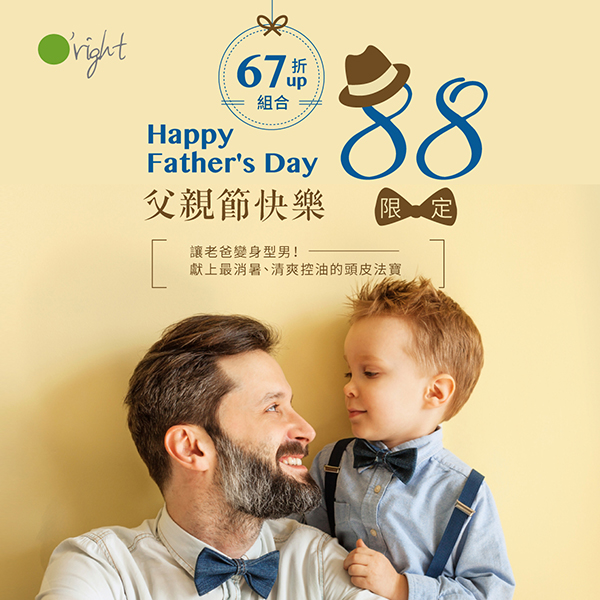 O'right
67折up
組合
88
Happy
Father's Day
父親節快樂
限定
讓老爸變身型男!
獻上最消暑、清爽控油的頭皮法寶